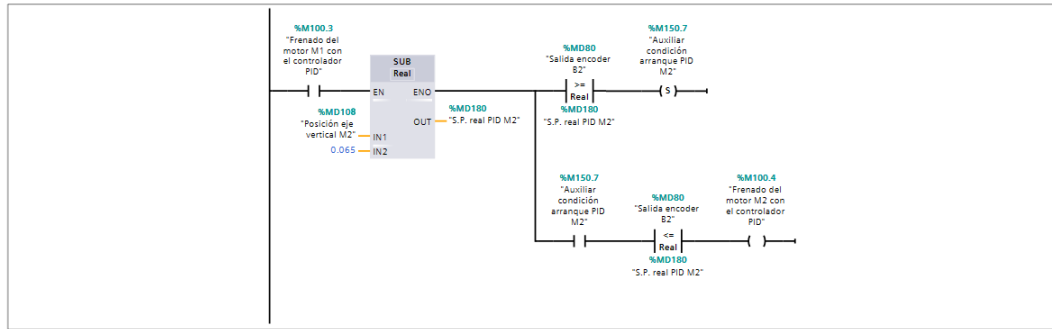 %M100.3
"Frenado del
motor M1 con
el controlador
PID"
SUB
Real
EN
ENO
%MD108
"Posición eje
vertical M2"
IN1
0.065
IN2
OUT
%MD180
"S.P. real PID M2"
%MD80
"Salida encoder
B2"
>=
Real
%MD180
"S.P. real PID M2"
%M150.7
"Auxiliar
condición
arranque PID
M2"
S
%M150.7
"Auxiliar
condición
arranque PID
M2"
%MD80
"Salida encoder
B2"
<=
Real
%MD180
"S.P. real PID M2"
%M100.4
"Frenado del
motor M2 con
el controlador
PID"